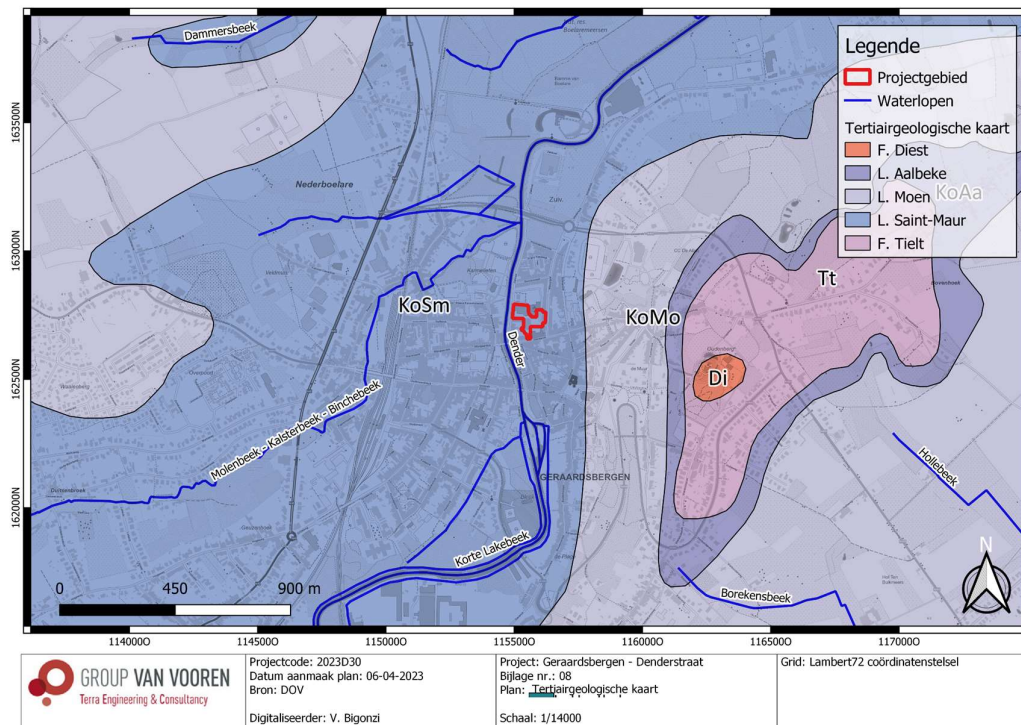 Dammersbeek
Boelaremeersen
Legende
Projectgebied
Waterlopen
Tertiairgeologische kaart
F. Diest
L. Aalbeke
L. Moen
L. Saint-Maur
F. Tielt
KoAa
163500N
Nederboelare
163000N
KoSm
KoMo
Tt
Dender
Di
162500N
Molenbeek - Kalsterbeek - Binchebeek
Hollebeek
GERAARDSBERGEN
162000N
Korte Lakebeek
Borekensbeek
N
0 450 900 m
1140000 1145000 1150000 1155000 1160000 1165000 1170000
GROUP VAN VOOREN
Terra Engineering & Consultancy
Projectcode: 2023D30
Datum aanmaak plan: 06-04-2023
Bron: DOV
Digitaliseerder: V. Bigonzi
Project: Geraardsbergen - Denderstraat
Bijlage nr.: 08
Plan: Tertiairgeologische kaart
Schaal: 1/14000
Grid: Lambert72 coördinatenstelsel